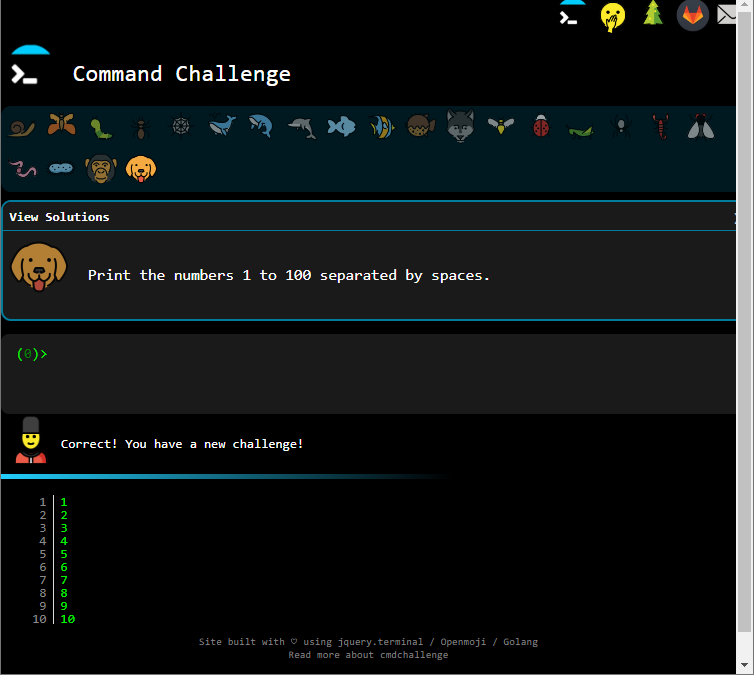 Command Challenge
View Solutions
Print the numbers 1 to 100 separated by spaces.
(0)>
Correct! You have a new challenge!
1 1
2 2
3 3
4 4
5 5
6 6
7 7
8 8
9 9
10 10
Site built with ♡ using jquery.terminal / Openmoji / Golang
Read more about cmdchallenge